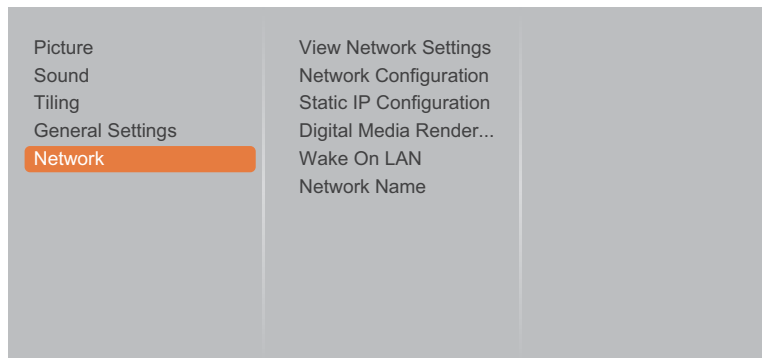 Picture
Sound
Tiling
General Settings
Network
View Network Settings
Network Configuration
Static IP Configuration
Digital Media Render...
Wake On LAN
Network Name